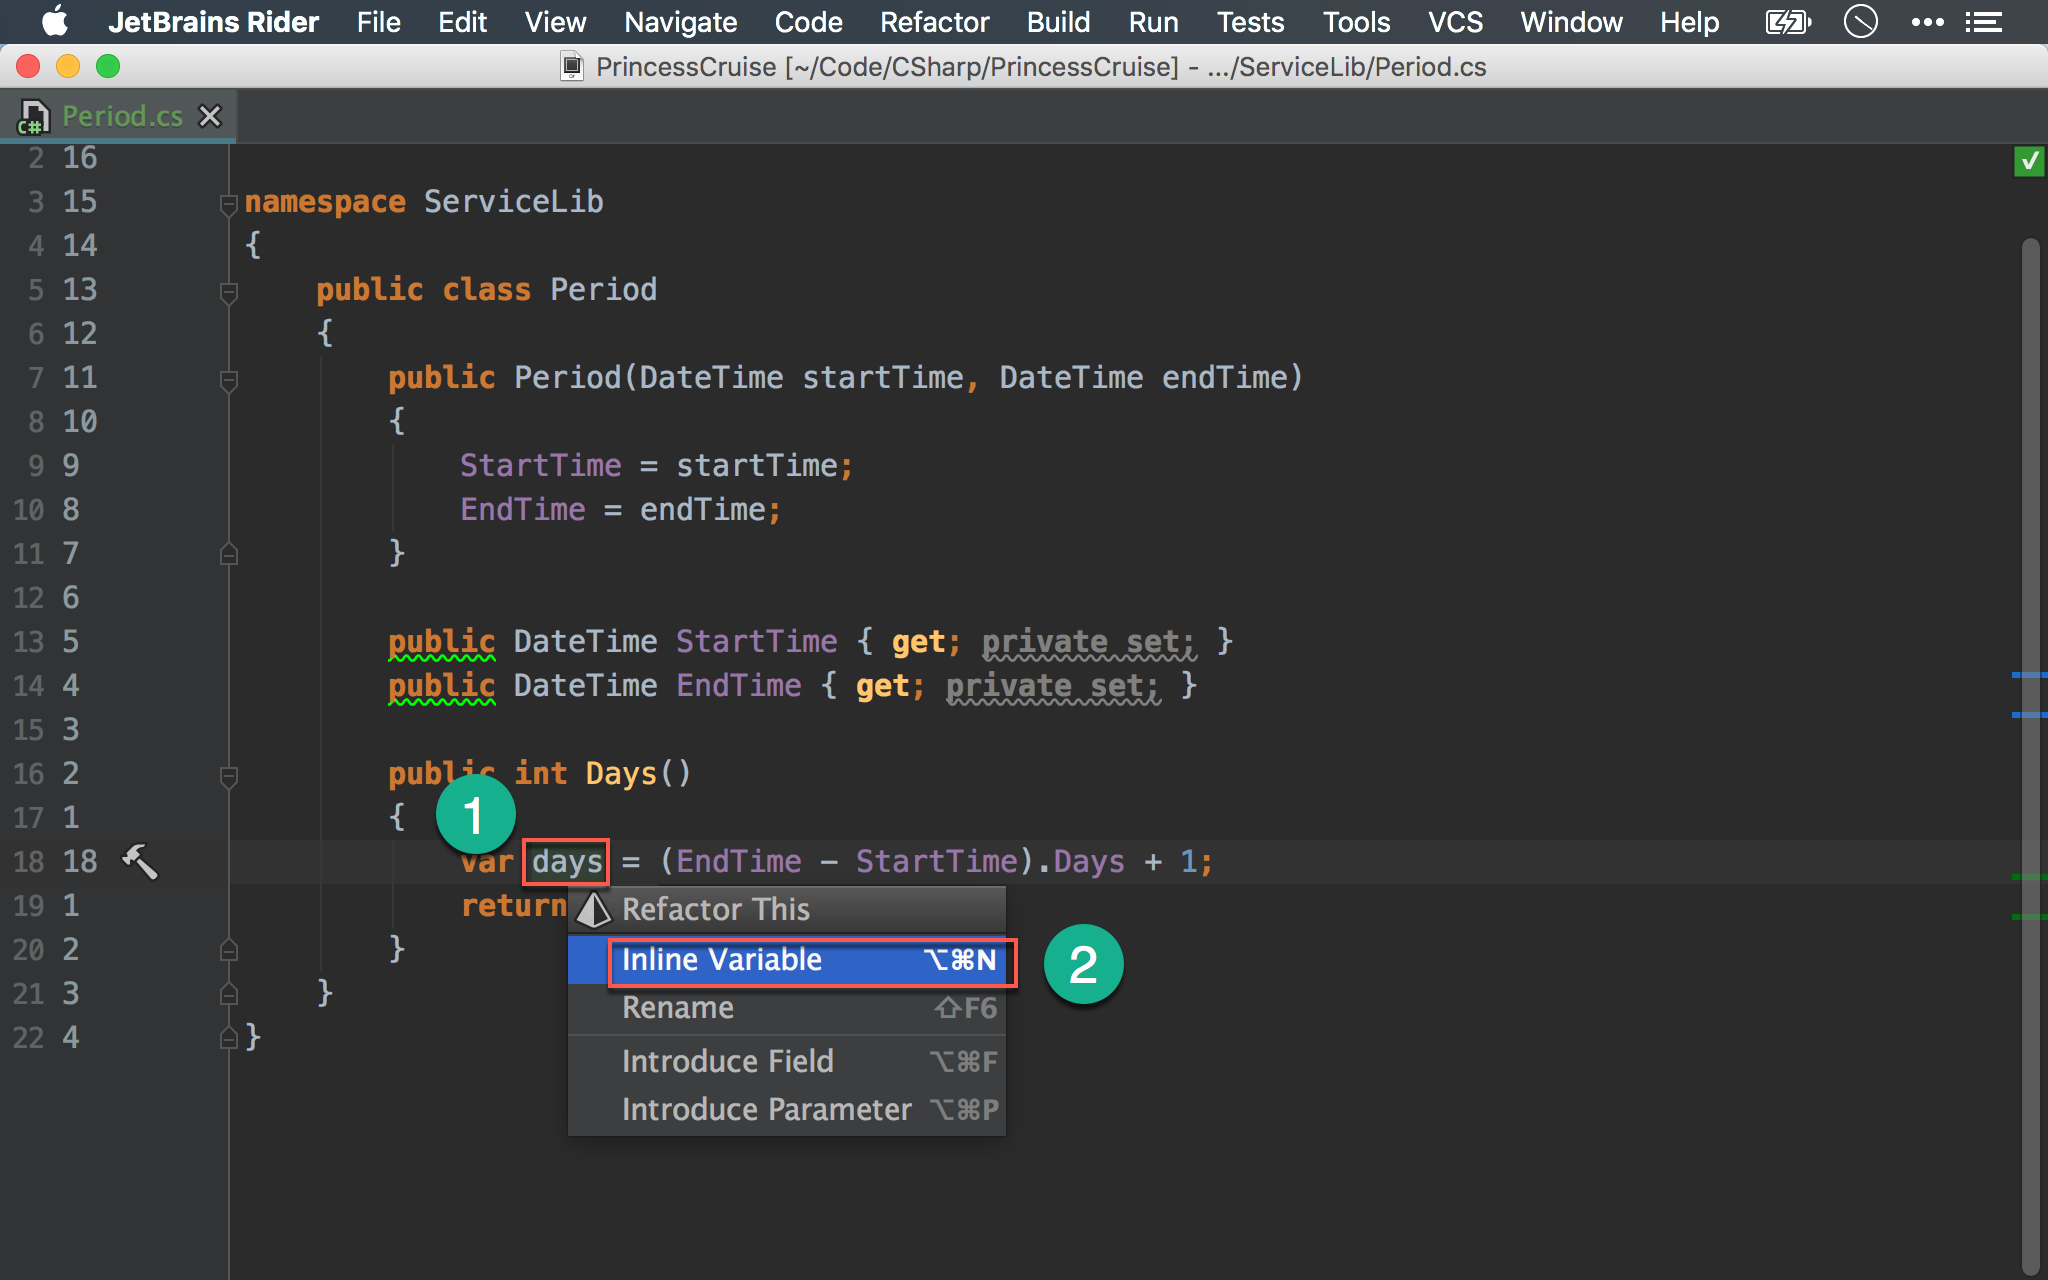 JetBrains Rider File Edit View Navigate Code Refactor Build Run Tests Tools VCS Window Help
PrincessCruise [~/Code/CSharp/PrincessCruise] - .../ServiceLib/Period.cs
C# Period.cs
2 16
3 15 namespace ServiceLib
4 14 {
5 13 public class Period
6 12 {
7 11 public Period(DateTime startTime, DateTime endTime)
8 10 {
9 9 StartTime = startTime;
10 8 EndTime = endTime;
11 7 }
12 6
13 5 public DateTime StartTime { get; private set; }
14 4 public DateTime EndTime { get; private set; }
15 3
16 2 public int Days()
17 1 {
1
18 18 var days = (EndTime - StartTime).Days + 1;
19 1 return
Refactor This
Inline Variable ⌥⌘N
2
Rename ⇧F6
Introduce Field ⌥⌘F
Introduce Parameter ⌥⌘P
20 2 }
21 3 }
22 4 }